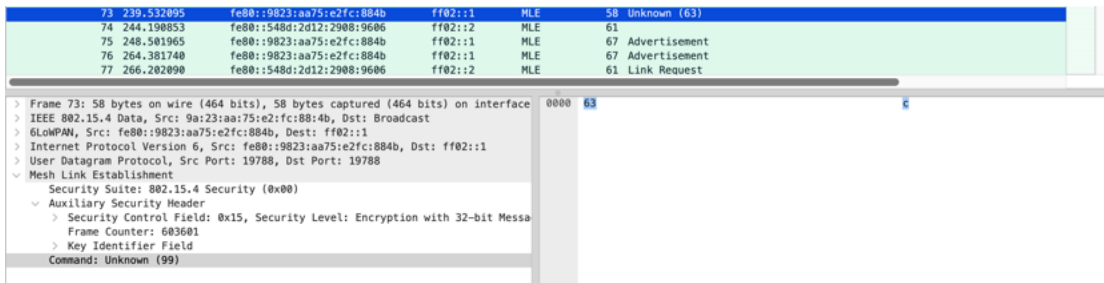 73 239.532095 fe80::9823:aa75:e2fc:884b ff02::1 MLE 58 Unknown (63)
74 244.190853 fe80::548d:2d12:2908:9606 ff02::2 MLE 61
75 248.501965 fe80::9823:aa75:e2fc:884b ff02::1 MLE 67 Advertisement
76 264.381740 fe80::9823:aa75:e2fc:884b ff02::1 MLE 67 Advertisement
77 266.202090 fe80::548d:2d12:2908:9606 ff02::2 MLE 61 Link Request
> Frame 73: 58 bytes on wire (464 bits), 58 bytes captured (464 bits) on interface
> IEEE 802.15.4 Data, Src: 9a:23:aa:75:e2:fc:88:4b, Dst: Broadcast
> 6LoWPAN, Src: fe80::9823:aa75:e2fc:884b, Dest: ff02::1
> Internet Protocol Version 6, Src: fe80::9823:aa75:e2fc:884b, Dst: ff02::1
> User Datagram Protocol, Src Port: 19788, Dst Port: 19788
Mesh Link Establishment
Security Suite: 802.15.4 Security (0x00)
Auxiliary Security Header
> Security Control Field: 0x15, Security Level: Encryption with 32-bit Messa
Frame Counter: 603601
> Key Identifier Field
Command: Unknown (99)
0000 63 c